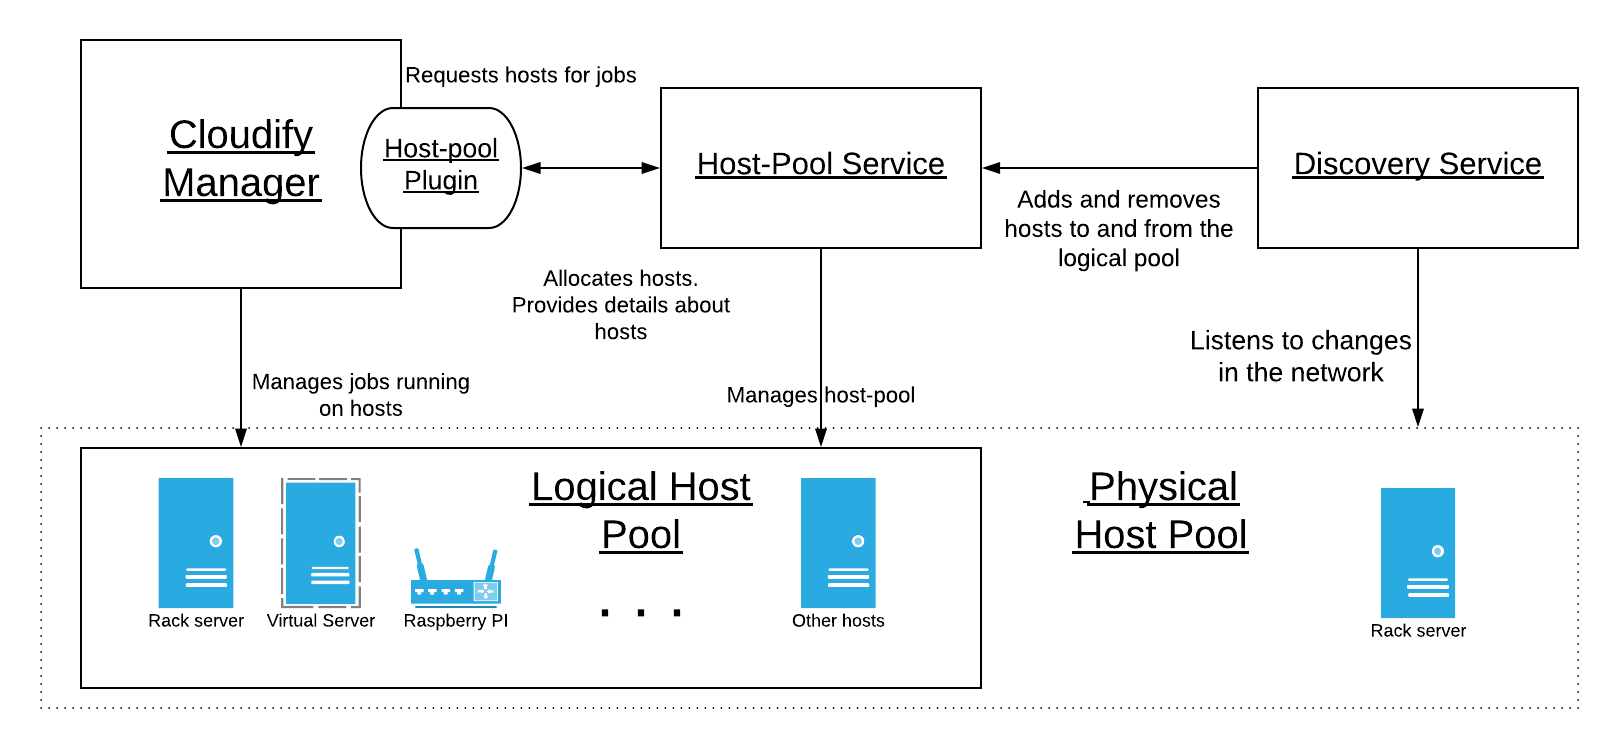 Requests hosts for jobs
Cloudify
Manager
Host-pool
Plugin
Host-Pool Service
Discovery Service
Adds and removes
hosts to and from the
logical pool
Allocates hosts.
Provides details about
hosts
Listens to changes
in the network
Manages jobs running
on hosts
Manages host-pool
Logical Host
Pool
. . .
Physical
Host Pool
Rack server
Virtual Server
Raspberry PI
Other hosts
Rack server